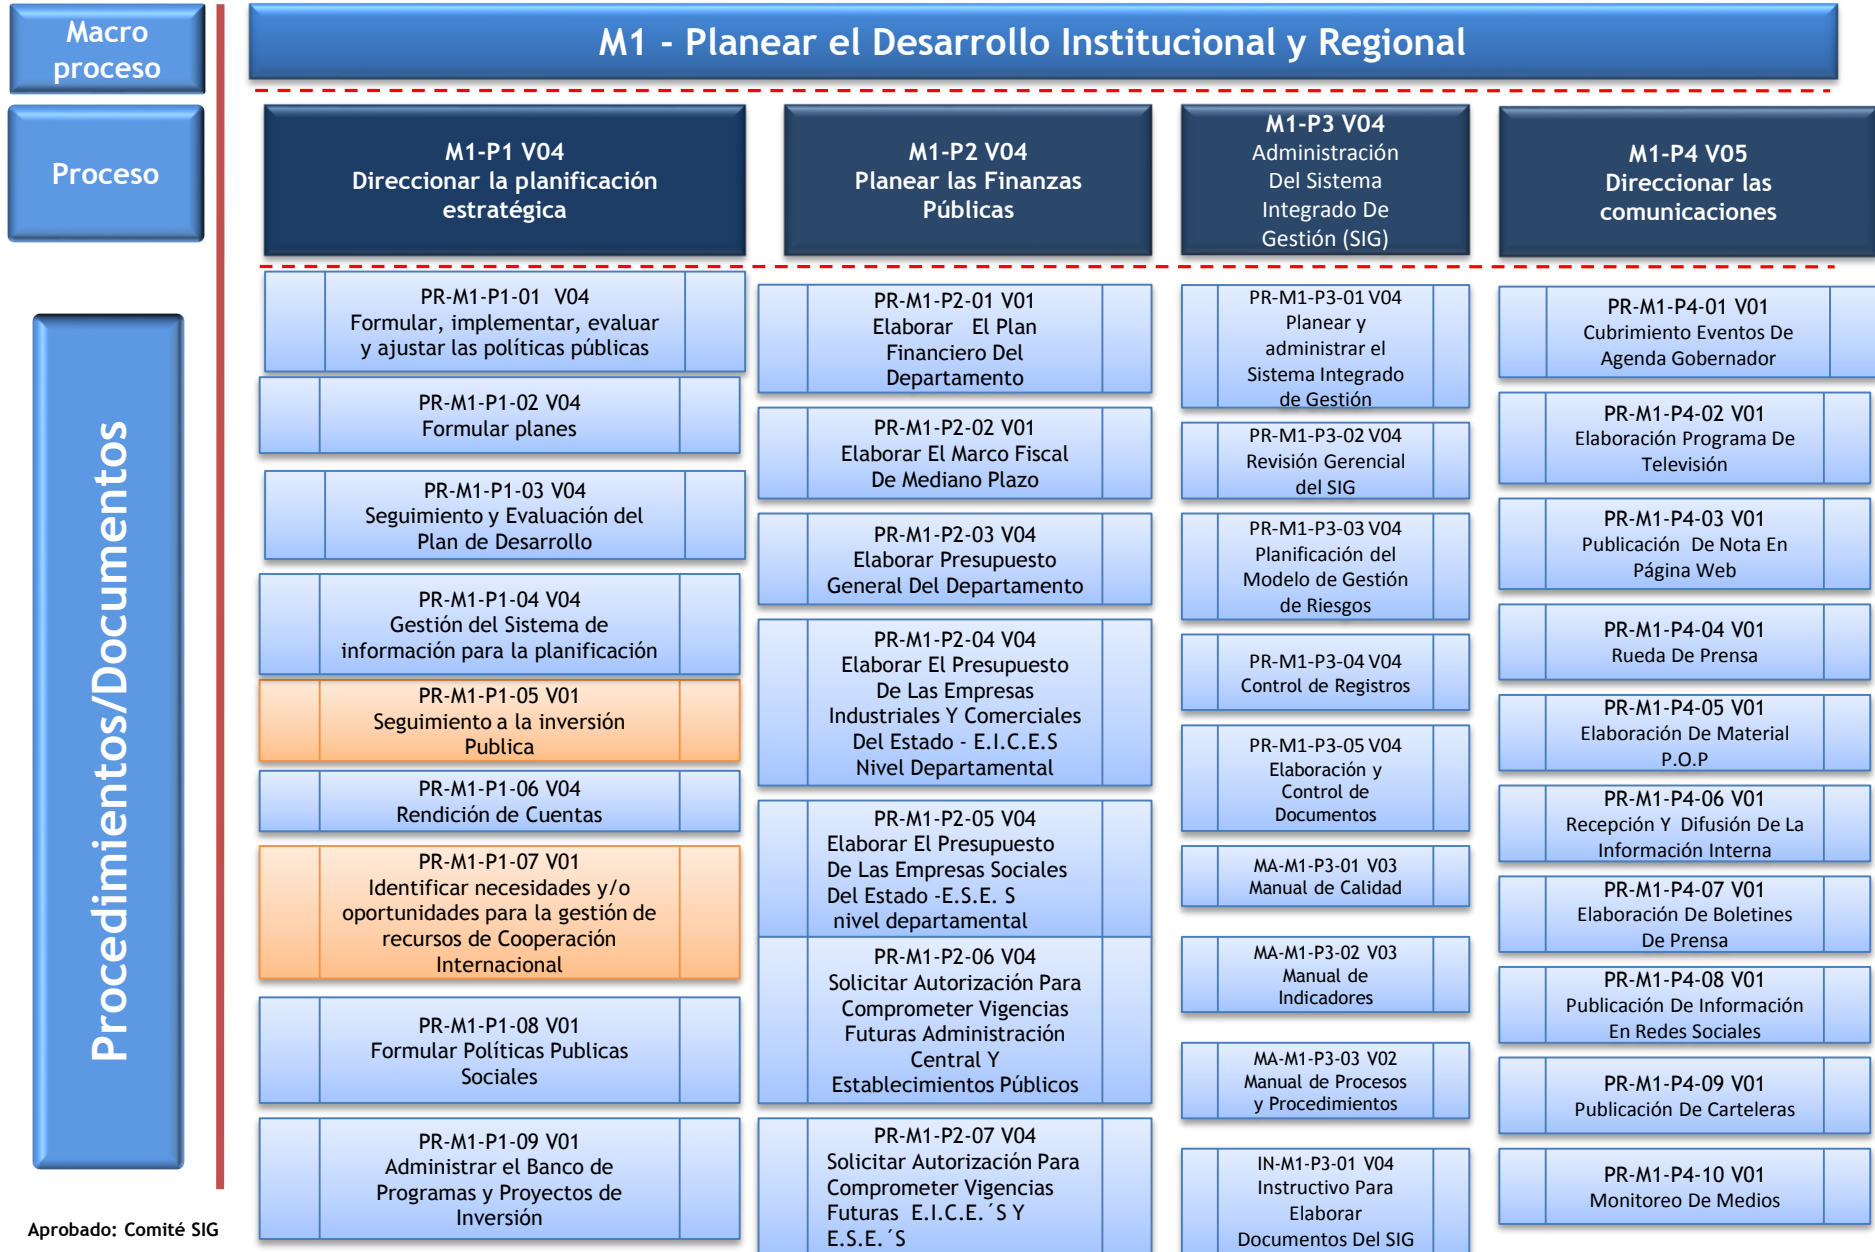 Macro
proceso
M1 - Planear el Desarrollo Institucional y Regional
Proceso
M1-P1 V04
Direccionar la planificación
estratégica
M1-P2 V04
Planear las Finanzas
Públicas
M1-P3 V04
Administración
Del Sistema
Integrado De
Gestión (SIG)
M1-P4 V05
Direccionar las
comunicaciones
Procedimientos/Documentos
PR-M1-P1-01 V04
Formular, implementar, evaluar
y ajustar las políticas públicas
PR-M1-P1-02 V04
Formular planes
PR-M1-P1-03 V04
Seguimiento y Evaluación del
Plan de Desarrollo
PR-M1-P1-04 V04
Gestión del Sistema de
información para la planificación
PR-M1-P1-05 V01
Seguimiento a la inversión
Publica
PR-M1-P1-06 V04
Rendición de Cuentas
PR-M1-P1-07 V01
Identificar necesidades y/o
oportunidades para la gestión de
recursos de Cooperación
Internacional
PR-M1-P1-08 V01
Formular Políticas Publicas
Sociales
PR-M1-P1-09 V01
Administrar el Banco de
Programas y Proyectos de
Inversión
PR-M1-P2-01 V01
Elaborar El Plan
Financiero Del
Departamento
PR-M1-P2-02 V01
Elaborar El Marco Fiscal
De Mediano Plazo
PR-M1-P2-03 V04
Elaborar Presupuesto
General Del Departamento
PR-M1-P2-04 V04
Elaborar El Presupuesto
De Las Empresas
Industriales Y Comerciales
Del Estado - E.I.C.E.S
Nivel Departamental
PR-M1-P2-05 V04
Elaborar El Presupuesto
De Las Empresas Sociales
Del Estado -E.S.E. S
nivel departamental
PR-M1-P2-06 V04
Solicitar Autorización Para
Comprometer Vigencias
Futuras Administración
Central Y
Establecimientos Públicos
PR-M1-P2-07 V04
Solicitar Autorización Para
Comprometer Vigencias
Futuras E.I.C.E.´S Y
E.S.E.´S
PR-M1-P3-01 V04
Planear y
administrar el
Sistema Integrado
de Gestión
PR-M1-P3-02 V04
Revisión Gerencial
del SIG
PR-M1-P3-03 V04
Planificación del
Modelo de Gestión
de Riesgos
PR-M1-P3-04 V04
Control de Registros
PR-M1-P3-05 V04
Elaboración y
Control de
Documentos
MA-M1-P3-01 V03
Manual de Calidad
MA-M1-P3-02 V03
Manual de
Indicadores
MA-M1-P3-03 V02
Manual de Procesos
y Procedimientos
IN-M1-P3-01 V04
Instructivo Para
Elaborar
Documentos Del SIG
PR-M1-P4-01 V01
Cubrimiento Eventos De
Agenda Gobernador
PR-M1-P4-02 V01
Elaboración Programa De
Televisión
PR-M1-P4-03 V01
Publicación De Nota En
Página Web
PR-M1-P4-04 V01
Rueda De Prensa
PR-M1-P4-05 V01
Elaboración De Material
P.O.P
PR-M1-P4-06 V01
Recepción Y Difusión De La
Información Interna
PR-M1-P4-07 V01
Elaboración De Boletines
De Prensa
PR-M1-P4-08 V01
Publicación De Información
En Redes Sociales
PR-M1-P4-09 V01
Publicación De Carteleras
PR-M1-P4-10 V01
Monitoreo De Medios
Aprobado: Comité SIG